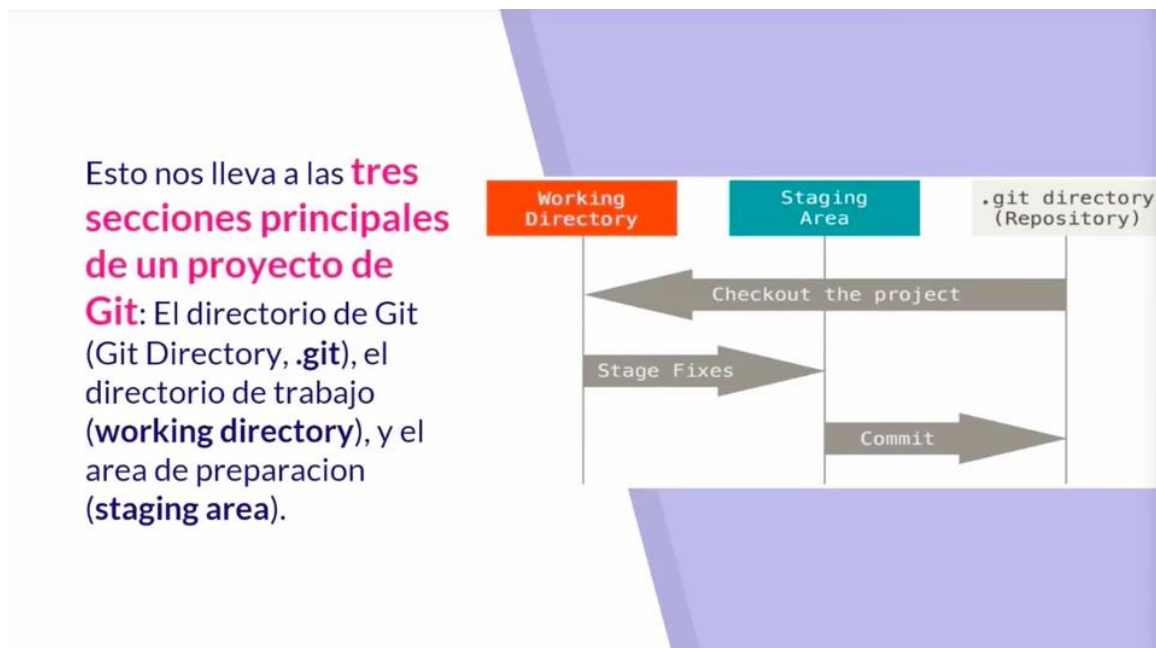 Esto nos lleva a las tres
secciones principales
de un proyecto de
Git: El directorio de Git
(Git Directory, .git), el
directorio de trabajo
(working directory), y el
area de preparacion
(staging area).
Working
Directory
Staging
Area
.git directory
(Repository)
Checkout the project
Stage Fixes
Commit